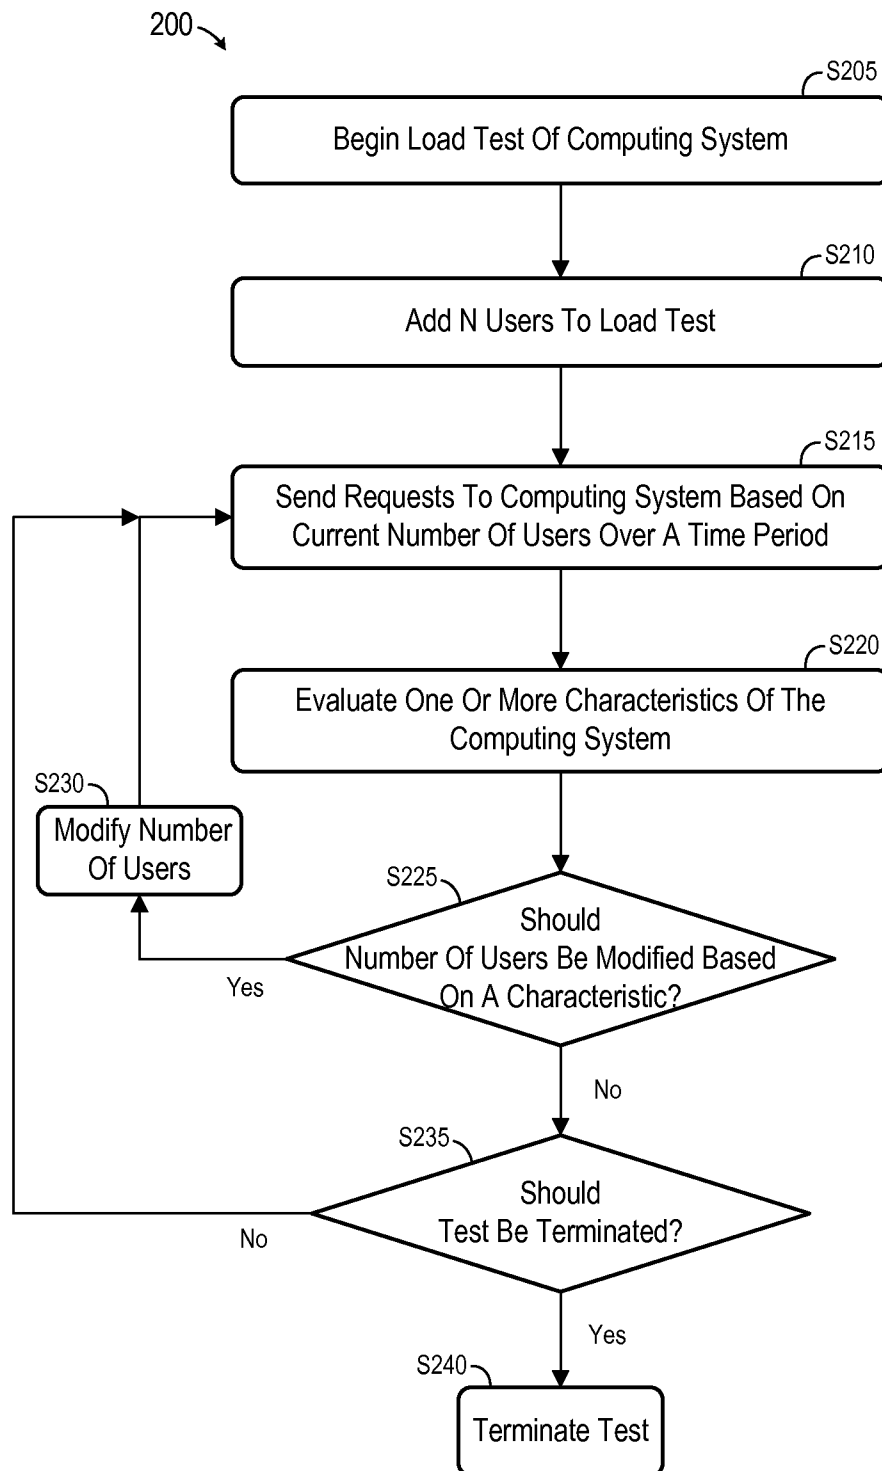 200
S205
Begin Load Test Of Computing System
S210
Add N Users To Load Test
S215
Send Requests To Computing System Based On
Current Number Of Users Over A Time Period
S220
Evaluate One Or More Characteristics Of The
Computing System
S230
Modify Number
Of Users
S225
Should
Number Of Users Be Modified Based
On A Characteristic?
Yes
No
S235
Should
Test Be Terminated?
No
Yes
S240
Terminate Test